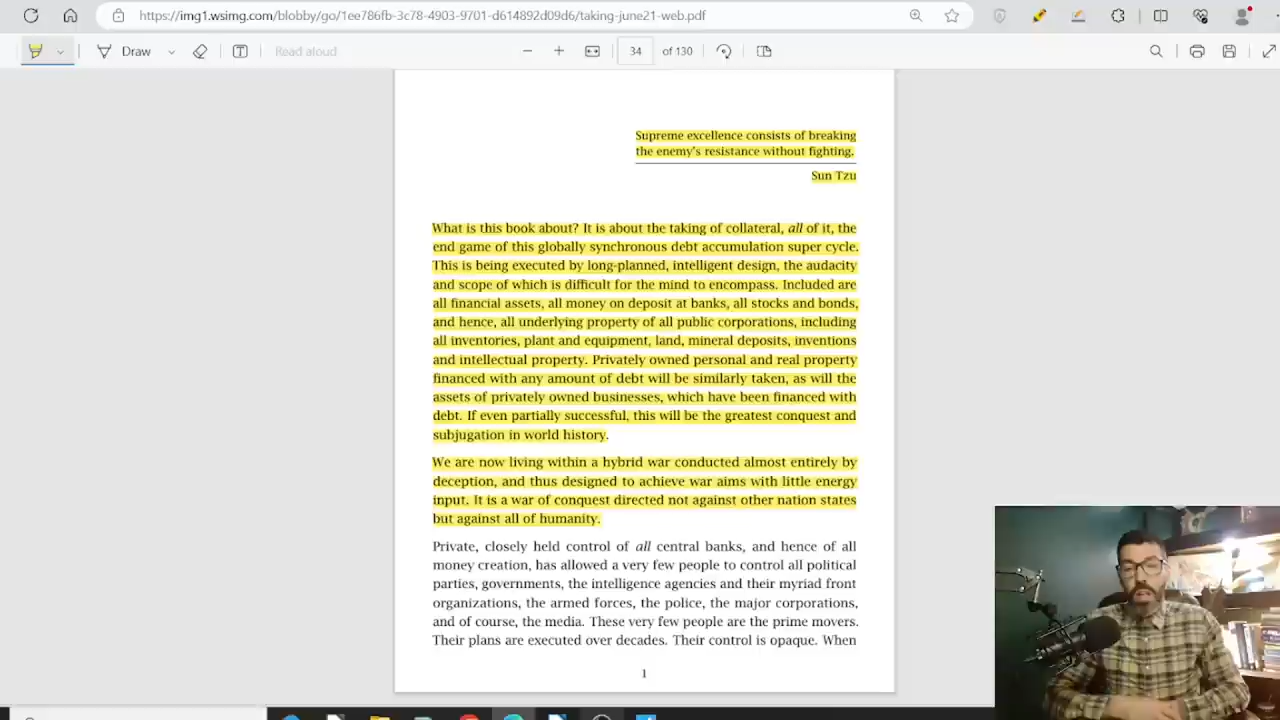 https://img1.wsimg.com/blobby/go/1ee786fb-3c78-4903-9701-d614892d09d6/taking-june21-web.pdf
Draw
Read aloud
34
of 130
Supreme excellence consists of breaking
the enemy's resistance without fighting.
Sun Tzu
What is this book about? It is about the taking of collateral, all of it, the
end game of this globally synchronous debt accumulation super cycle.
This is being executed by long-planned, intelligent design, the audacity
and scope of which is difficult for the mind to encompass. Included are
all financial assets, all money on deposit at banks, all stocks and bonds,
and hence, all underlying property of all public corporations, including
all inventories, plant and equipment, land, mineral deposits, inventions
and intellectual property. Privately owned personal and real property
financed with any amount of debt will be similarly taken, as will the
assets of privately owned businesses, which have been financed with
debt. If even partially successful, this will be the greatest conquest and
subjugation in world history.
We are now living within a hybrid war conducted almost entirely by
deception, and thus designed to achieve war aims with little energy
input. It is a war of conquest directed not against other nation states
but against all of humanity.
Private, closely held control of all central banks, and hence of all
money creation, has allowed a very few people to control all political
parties, governments, the intelligence agencies and their myriad front
organizations, the armed forces, the police, the major corporations,
and of course, the media. These very few people are the prime movers.
Their plans are executed over decades. Their control is opaque. When
1